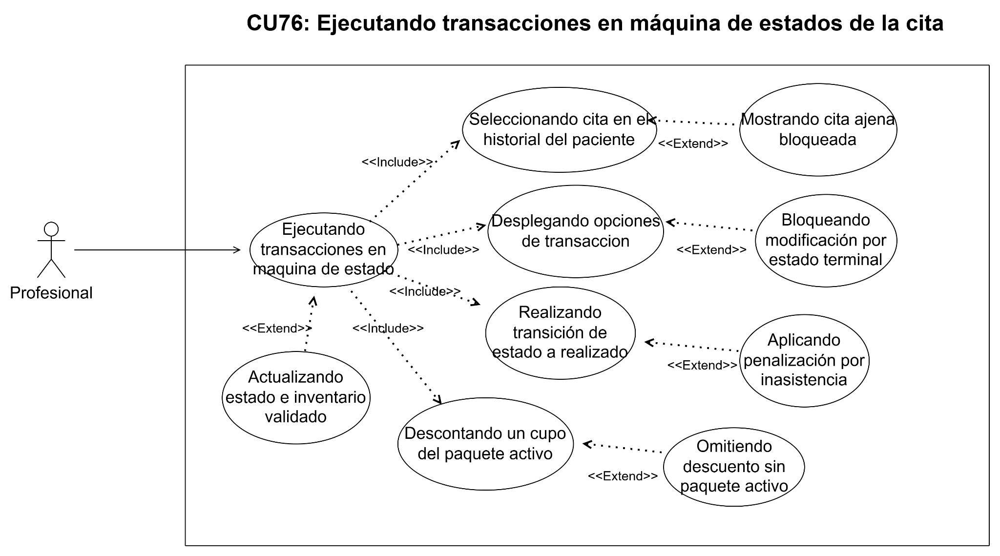 CU76: Ejecutando transacciones en máquina de estados de la cita
Seleccionando cita en el
historial del paciente
<<Extend>>
Mostrando cita ajena
bloqueada
<<Include>>
Ejecutando
transacciones en
maquina de estado
<<Include>>
Desplegando opciones
de transaccion
<<Extend>>
Bloqueando
modificación por
estado terminal
Profesional
<<Include>>
Realizando
transición de
estado a realizado
<<Extend>>
Aplicando
penalización por
inasistencia
<<Extend>>
<<Include>>
Actualizando
estado e inventario
validado
Descontando un cupo
del paquete activo
<<Extend>>
Omitiendo
descuento sin
paquete activo